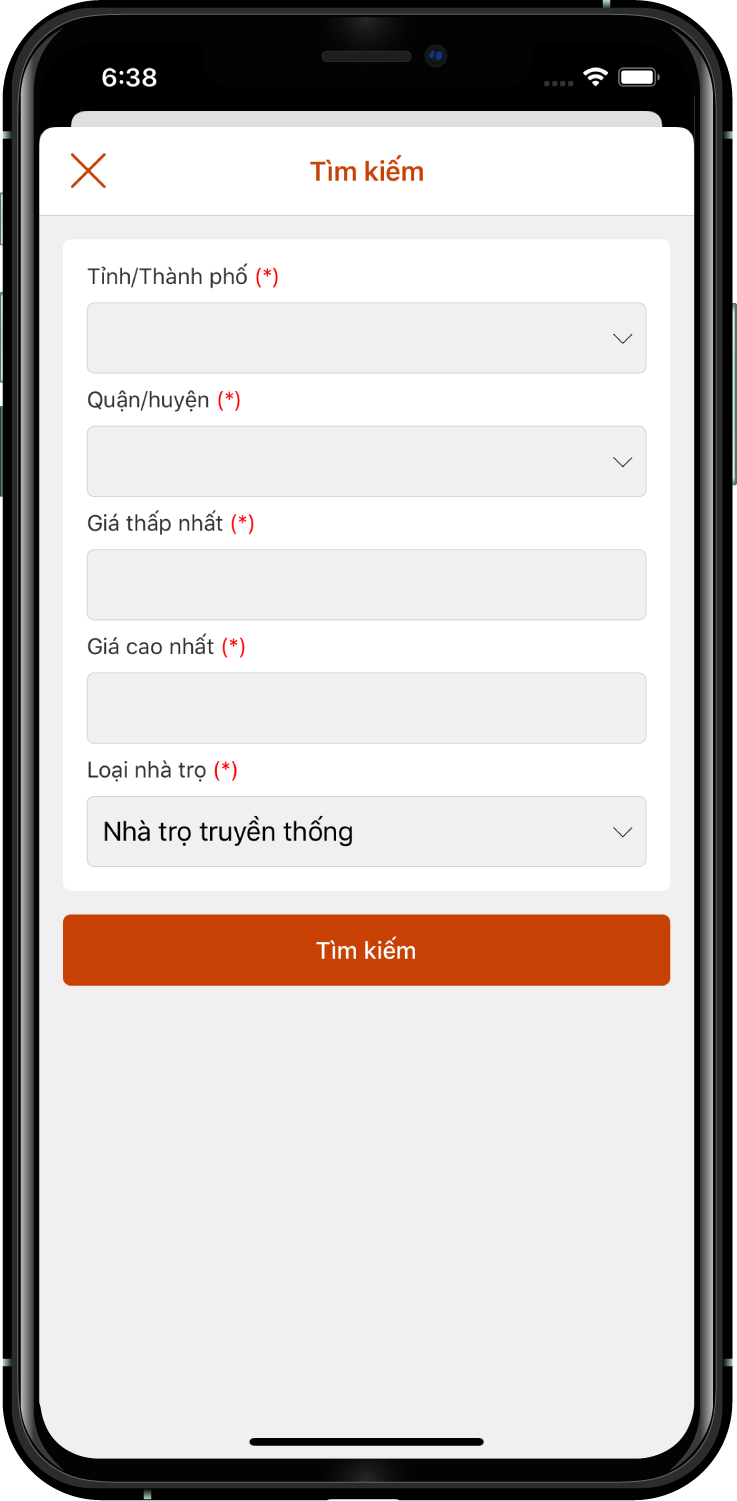 6:38
Tìm kiếm
Tỉnh/Thành phố (*)
Quận/huyện (*)
Giá thấp nhất (*)
Giá cao nhất (*)
Loại nhà trọ (*)
Nhà trọ truyền thống
Tìm kiếm